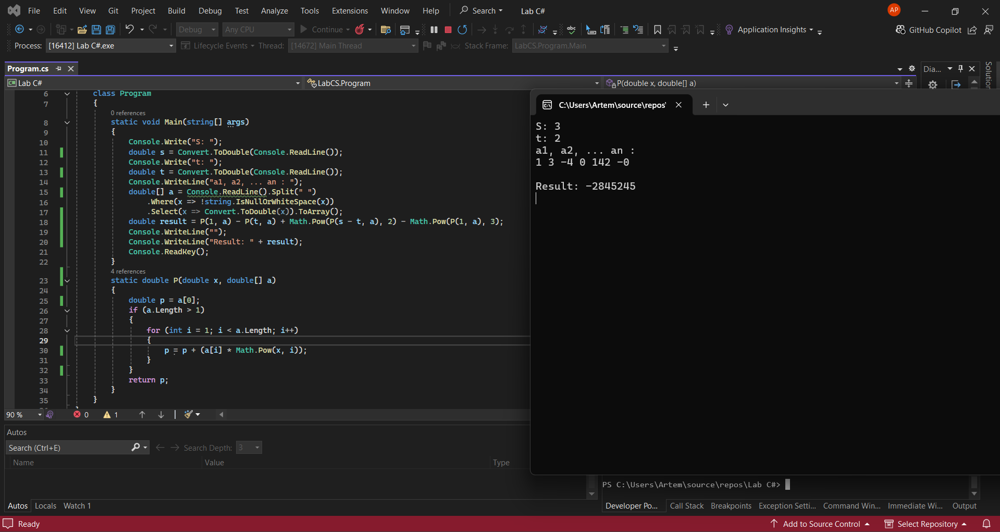 File Edit View Git Project Build Debug Test Analyze Tools Extensions Window Help Search Lab C# AP
Debug Any CPU Continue abc Application Insights GitHub Copilot
Process: [16412] Lab C#.exe Lifecycle Events Thread: [14672] Main Thread Stack Frame: LabCS.Program.Main
Program.cs
Dia...
Solution
C# Lab C# LabCS.Program P(double x, double[] a)
6 class Program
7 {
0 references
8 static void Main(string[] args)
9 {
10 Console.Write("S: ");
11 double s = Convert.ToDouble(Console.ReadLine());
12 Console.Write("t: ");
13 double t = Convert.ToDouble(Console.ReadLine());
14 Console.WriteLine("a1, a2, ... an : ");
15 double[] a = Console.ReadLine().Split(" ")
16 .Where(x => !string.IsNullOrWhiteSpace(x))
17 .Select(x => Convert.ToDouble(x)).ToArray();
18 double result = P(1, a) - P(t, a) + Math.Pow(P(s - t, a), 2) - Math.Pow(P(1, a), 3);
19 Console.WriteLine("");
20 Console.WriteLine("Result: " + result);
21 Console.ReadKey();
22 }
4 references
23 static double P(double x, double[] a)
24 {
25 double p = a[0];
26 if (a.Length > 1)
27 {
28 for (int i = 1; i < a.Length; i++)
29 {
30 p = p + (a[i] * Math.Pow(x, i));
31 }
32 }
33 return p;
34 }
35 }
C:\Users\Artem\source\repos\
S: 3
t: 2
a1, a2, ... an :
1 3 -4 0 142 -0
Result: -2845245
90 % 0 1
Autos
Search (Ctrl+E) Search Depth: 3
Name Value Type
PS C:\Users\Artem\source\repos\Lab C#>
Autos Locals Watch 1
Developer Po... Call Stack Breakpoints Exception Setti... Command Win... Immediate Wi... Output
Ready Add to Source Control Select Repository